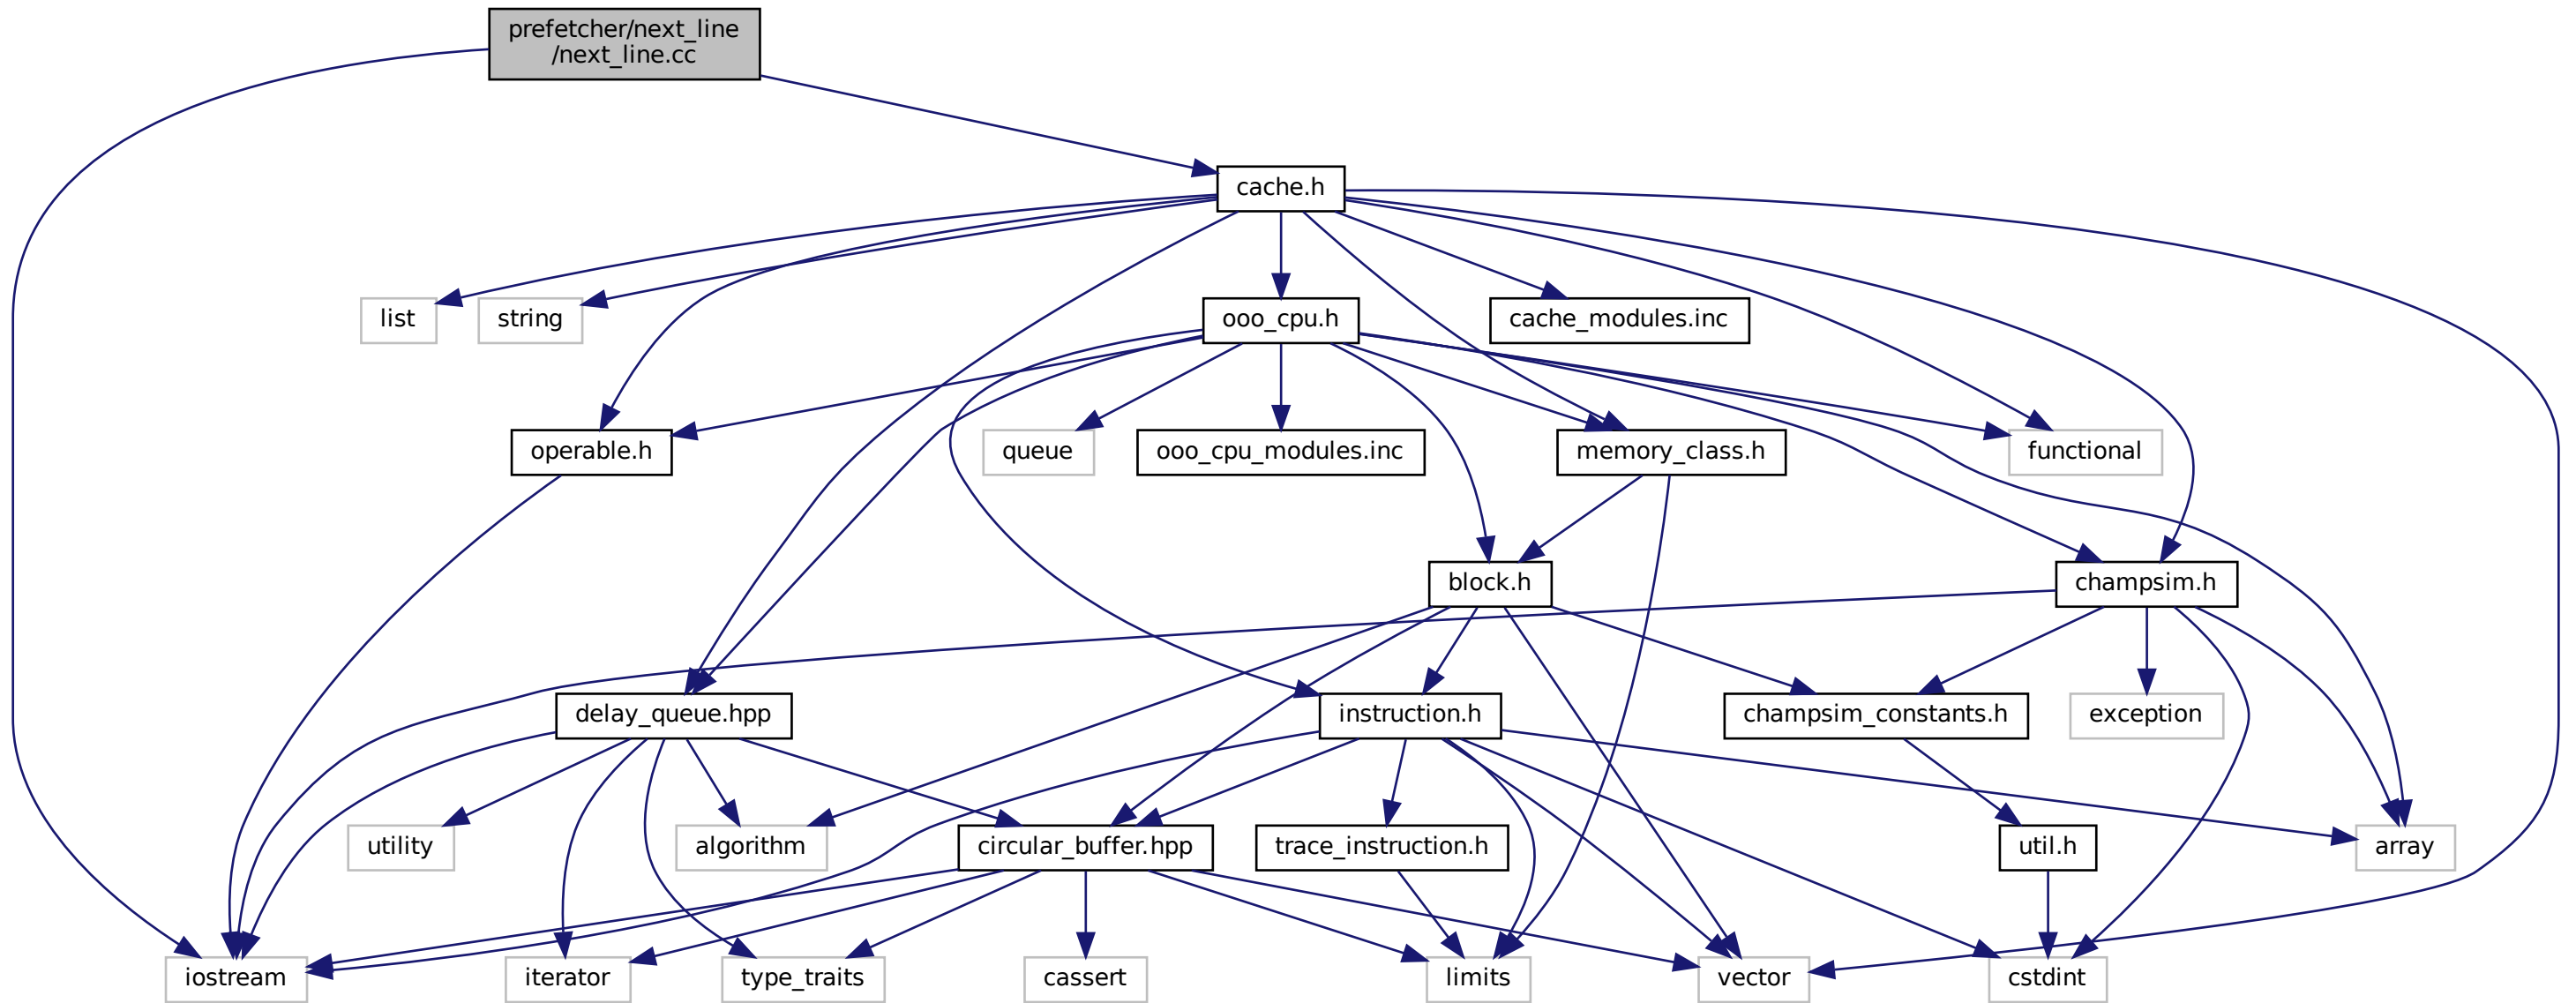 prefetcher/next_line
/next_line.cc
cache.h
list
string
ooo_cpu.h
cache_modules.inc
operable.h
queue
ooo_cpu_modules.inc
memory_class.h
functional
block.h
champsim.h
delay_queue.hpp
instruction.h
champsim_constants.h
exception
utility
algorithm
circular_buffer.hpp
trace_instruction.h
util.h
array
iostream
iterator
type_traits
cassert
limits
vector
cstdint